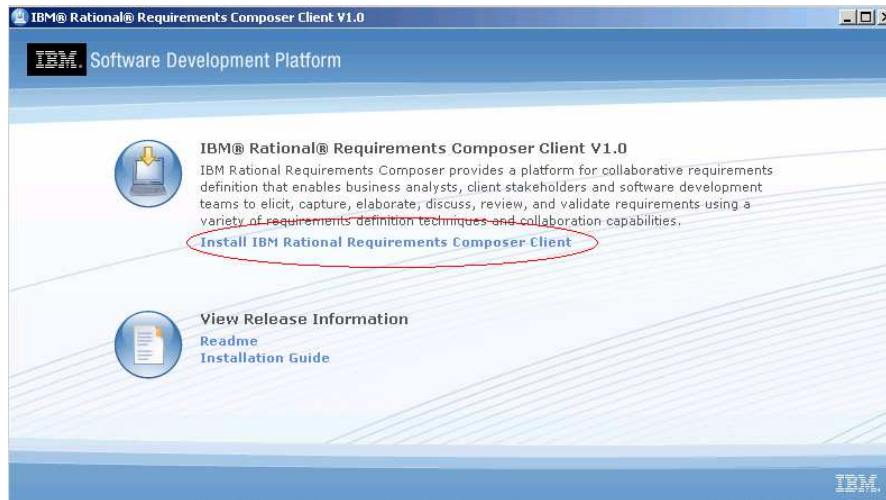 IBM® Rational® Requirements Composer Client V1.0
IBM. Software Development Platform
IBM® Rational® Requirements Composer Client V1.0
IBM Rational Requirements Composer provides a platform for collaborative requirements
definition that enables business analysts, client stakeholders and software development
teams to elicit, capture, elaborate, discuss, review, and validate requirements using a
variety of requirements definition techniques and collaboration capabilities.
Install IBM Rational Requirements Composer Client
View Release Information
Readme
Installation Guide
IBM.